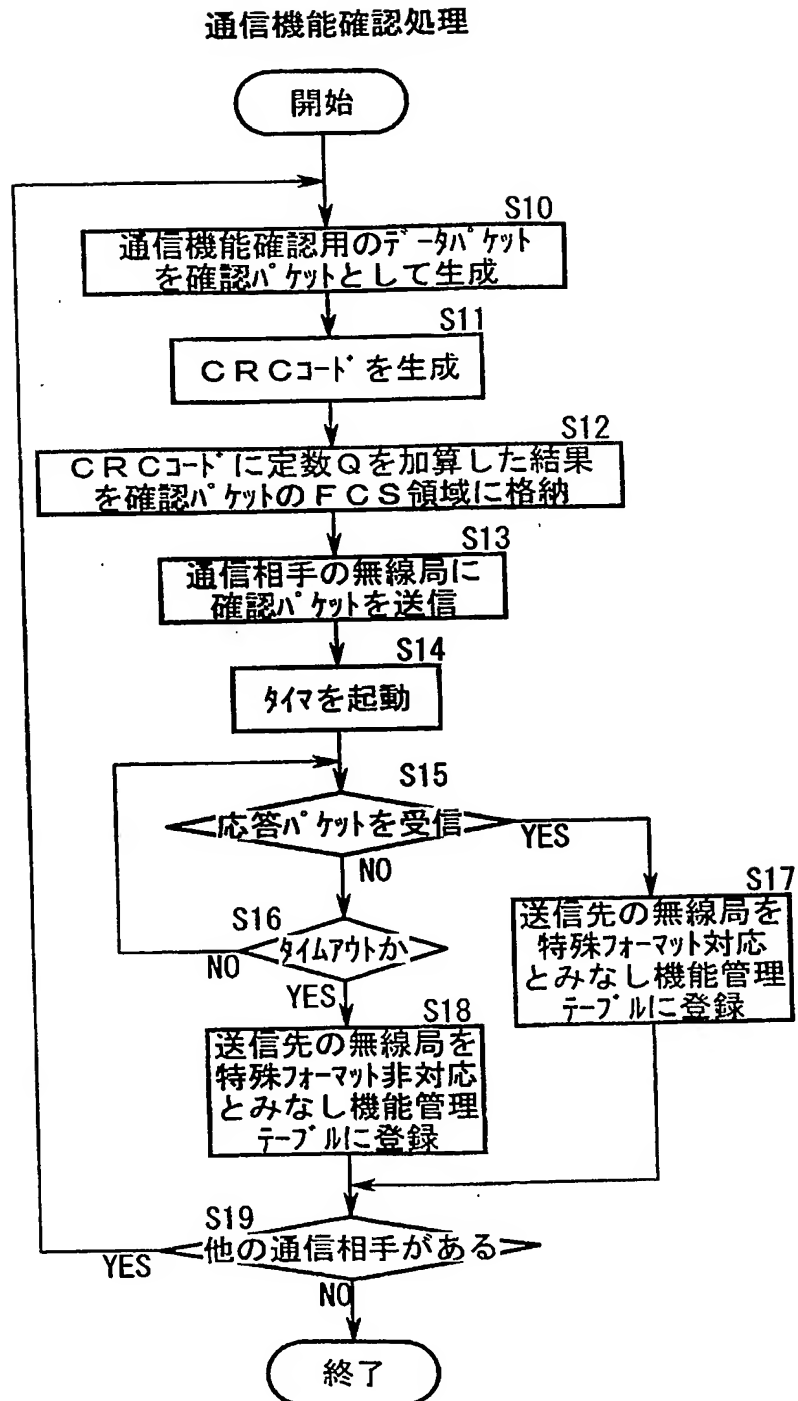 通信機能確認処理
開始
S10
通信機能確認用のﾃﾞｰﾀﾊﾟｹｯﾄ
を確認ﾊﾟｹｯﾄとして生成
S11
ＣＲＣｺｰﾄﾞを生成
S12
ＣＲＣｺｰﾄﾞに定数Ｑを加算した結果
を確認ﾊﾟｹｯﾄのＦＣＳ領域に格納
S13
通信相手の無線局に
確認ﾊﾟｹｯﾄを送信
S14
ﾀｲﾏを起動
S15
応答ﾊﾟｹｯﾄを受信
YES
NO
S16
ﾀｲﾑｱｳﾄか
NO
YES
S17
送信先の無線局を
特殊ﾌｫｰﾏｯﾄ対応
とみなし機能管理
ﾃｰﾌﾞﾙに登録
S18
送信先の無線局を
特殊ﾌｫｰﾏｯﾄ非対応
とみなし機能管理
ﾃｰﾌﾞﾙに登録
S19
他の通信相手がある
YES
NO
終了